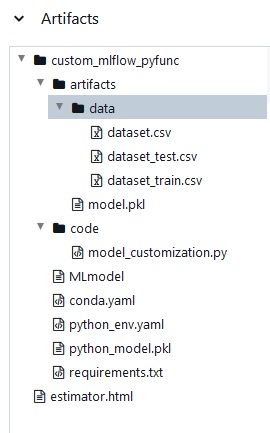 Artifacts
custom_mlflow_pyfunc
artifacts
data
dataset.csv
dataset_test.csv
dataset_train.csv
model.pkl
code
model_customization.py
MLmodel
conda.yaml
python_env.yaml
python_model.pkl
requirements.txt
estimator.html